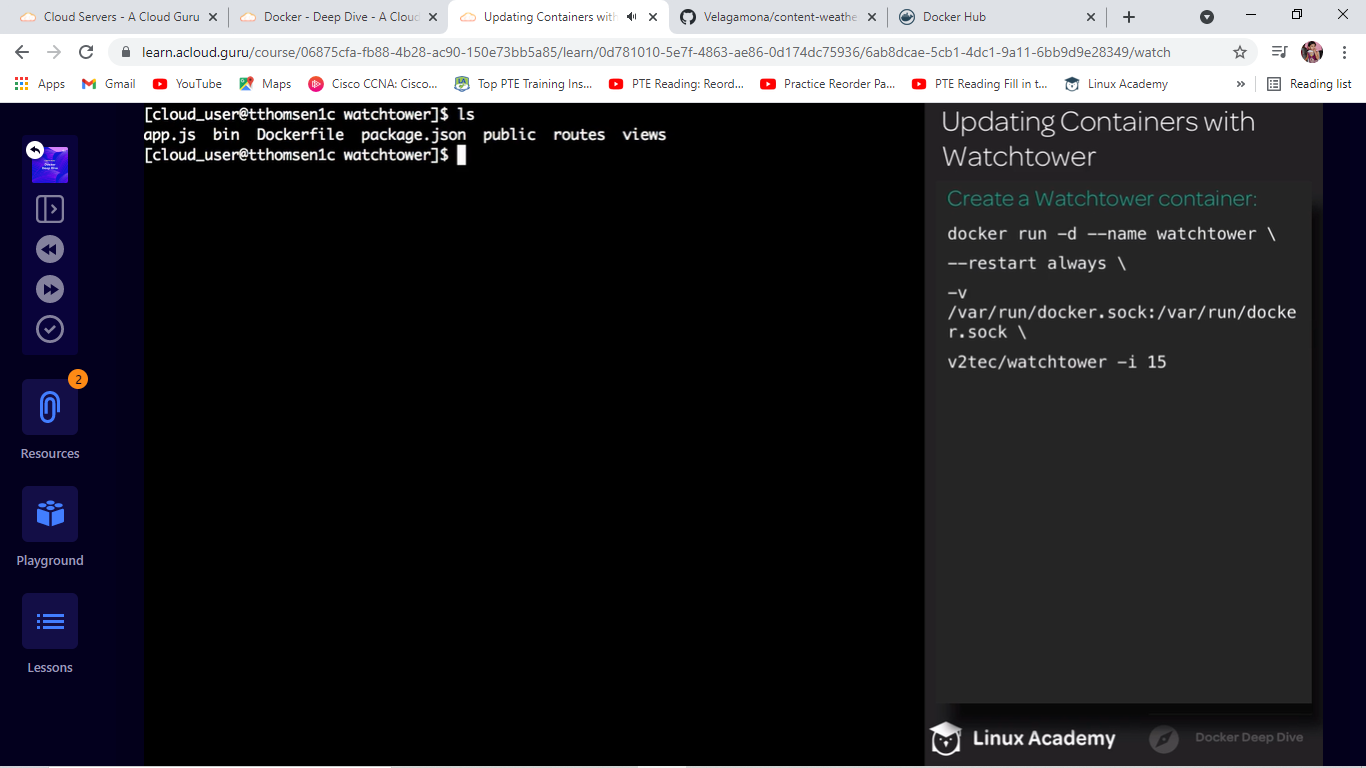 Cloud Servers - A Cloud Guru
Docker - Deep Dive - A Cloud
Updating Containers with
Velagamona/content-weathe
Docker Hub
learn.acloud.guru/course/06875cfa-fb88-4b28-ac90-150e73bb5a85/learn/0d781010-5e7f-4863-ae86-0d174dc75936/6ab8dcae-5cb1-4dc1-9a11-6bb9d9e28349/watch
Apps
Gmail
YouTube
Maps
Cisco CCNA: Cisco...
Top PTE Training Ins...
PTE Reading: Reord...
Practice Reorder Pa...
PTE Reading Fill in t...
Linux Academy
»
Reading list
Docker
Deep Dive
2
Resources
Playground
Lessons
[cloud_user@tthomsen1c watchtower]$ ls
app.js bin Dockerfile package.json public routes views
[cloud_user@tthomsen1c watchtower]$
Updating Containers with
Watchtower
Create a Watchtower container:
docker run -d --name watchtower \
--restart always \
-v
/var/run/docker.sock:/var/run/docke
r.sock \
v2tec/watchtower -i 15
Linux Academy
Docker Deep Dive